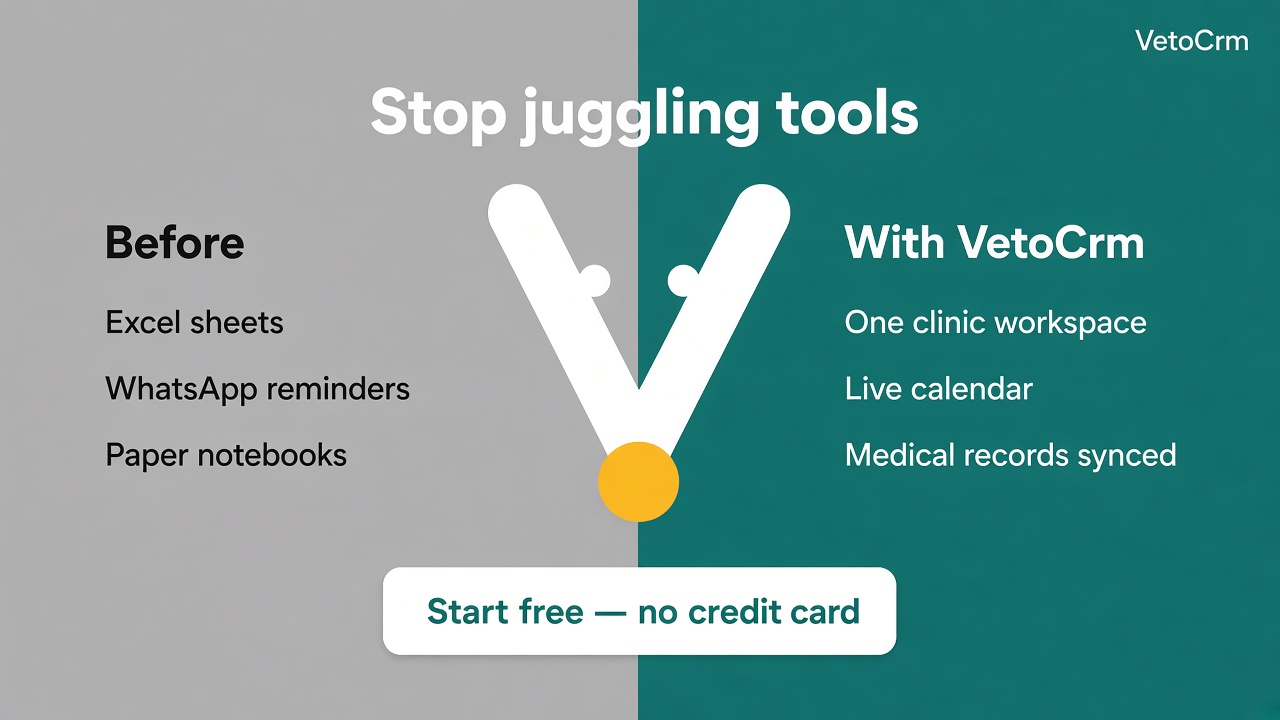 VetoCrm
Stop juggling tools
Before
Excel sheets
WhatsApp reminders
Paper notebooks
With VetoCrm
One clinic workspace
Live calendar
Medical records synced
Start free — no credit card